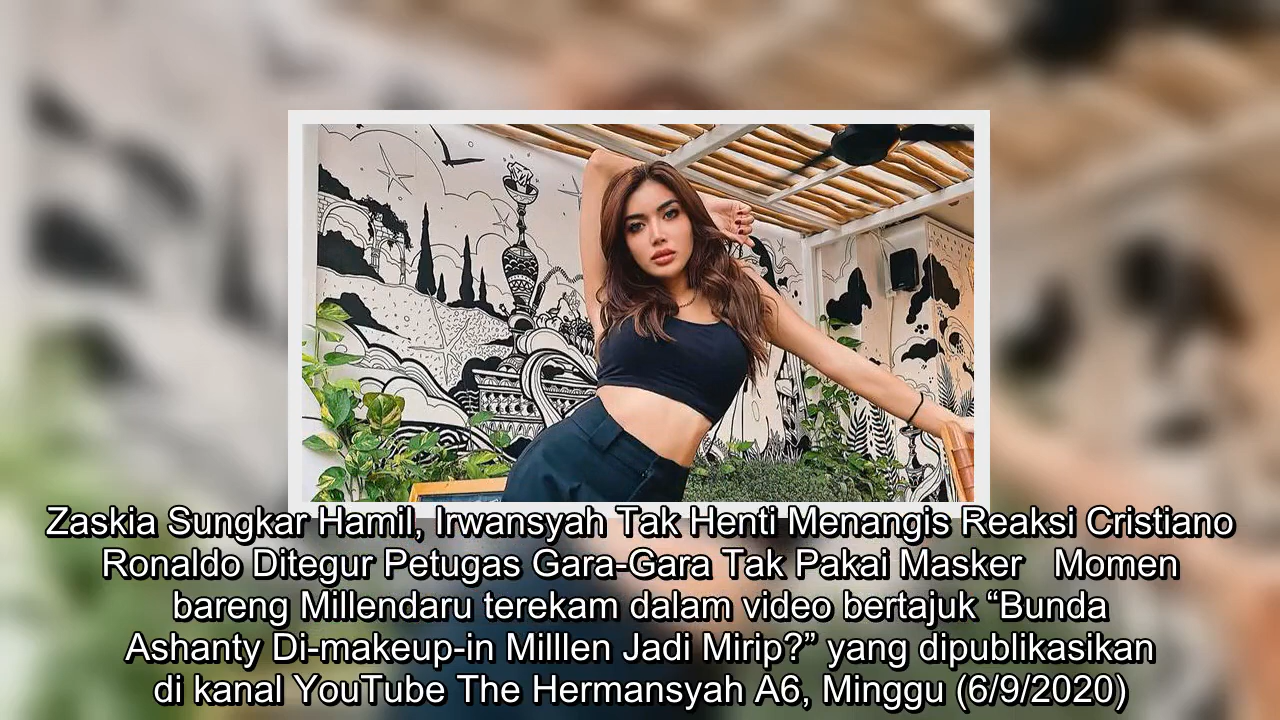 Zaskia Sungkar Hamil, Irwansyah Tak Henti Menangis Reaksi Cristiano
Ronaldo Ditegur Petugas Gara-Gara Tak Pakai Masker   Momen
bareng Millendaru terekam dalam video bertajuk “Bunda
Ashanty Di-makeup-in Milllen Jadi Mirip?” yang dipublikasikan
di kanal YouTube The Hermansyah A6, Minggu (6/9/2020)